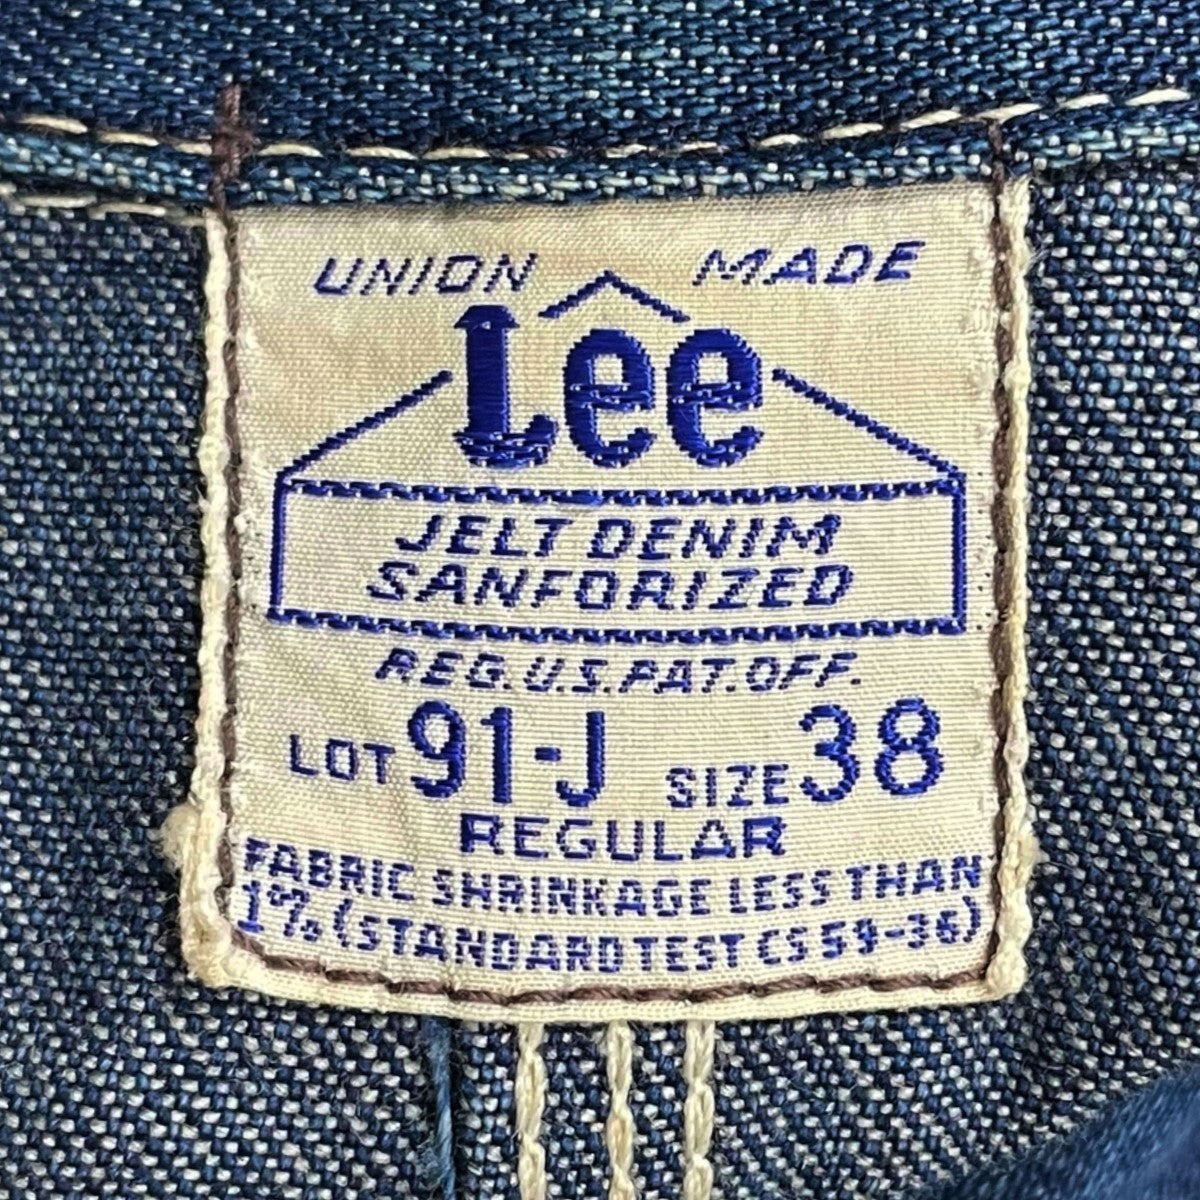 UNION MADE
Lee
JELT DENIM
SANFORIZED
REG.U.S.PAT.OFF.
LOT 91-J SIZE 38
REGULAR
FABRIC SHRINKAGE LESS THAN
1% (STANDARD TEST CS 59-36)